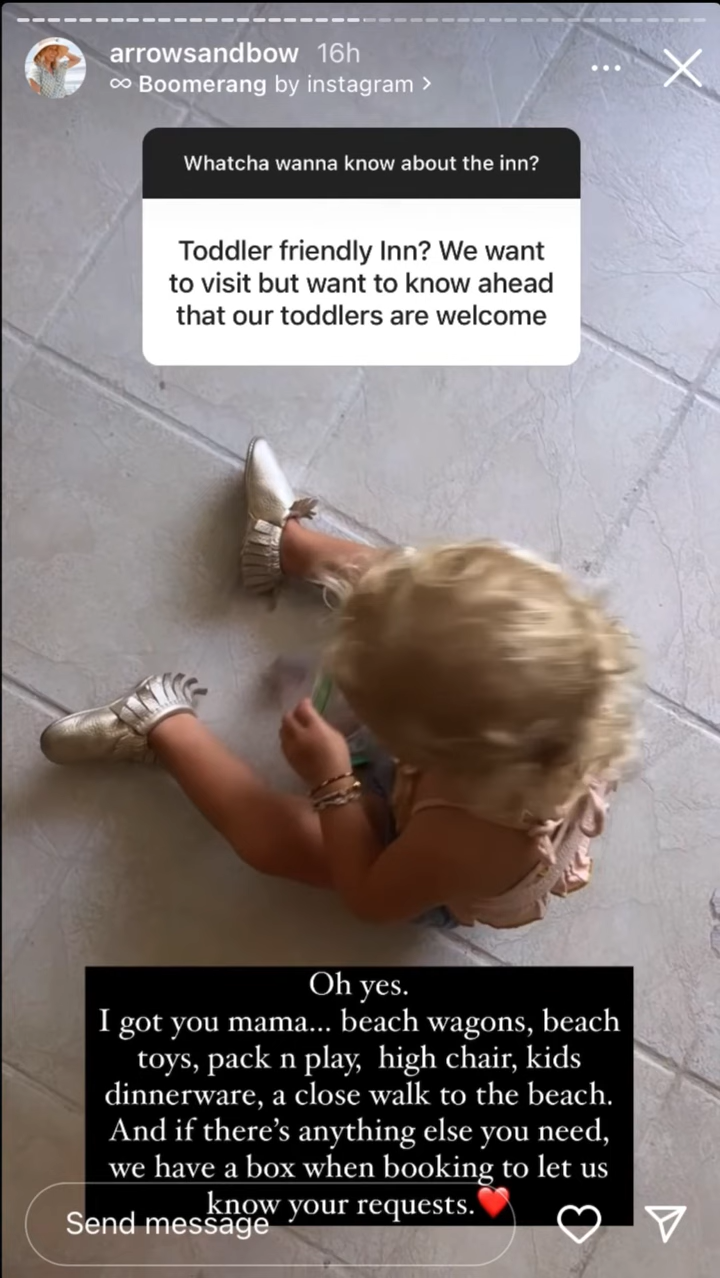 arrowsandbow 16h
∞ Boomerang by instagram >
Whatcha wanna know about the inn?
Toddler friendly Inn? We want
to visit but want to know ahead
that our toddlers are welcome
Oh yes.
I got you mama... beach wagons, beach
toys, pack n play, high chair, kids
dinnerware, a close walk to the beach.
And if there's anything else you need,
we have a box when booking to let us
know your requests.❤️
Send message